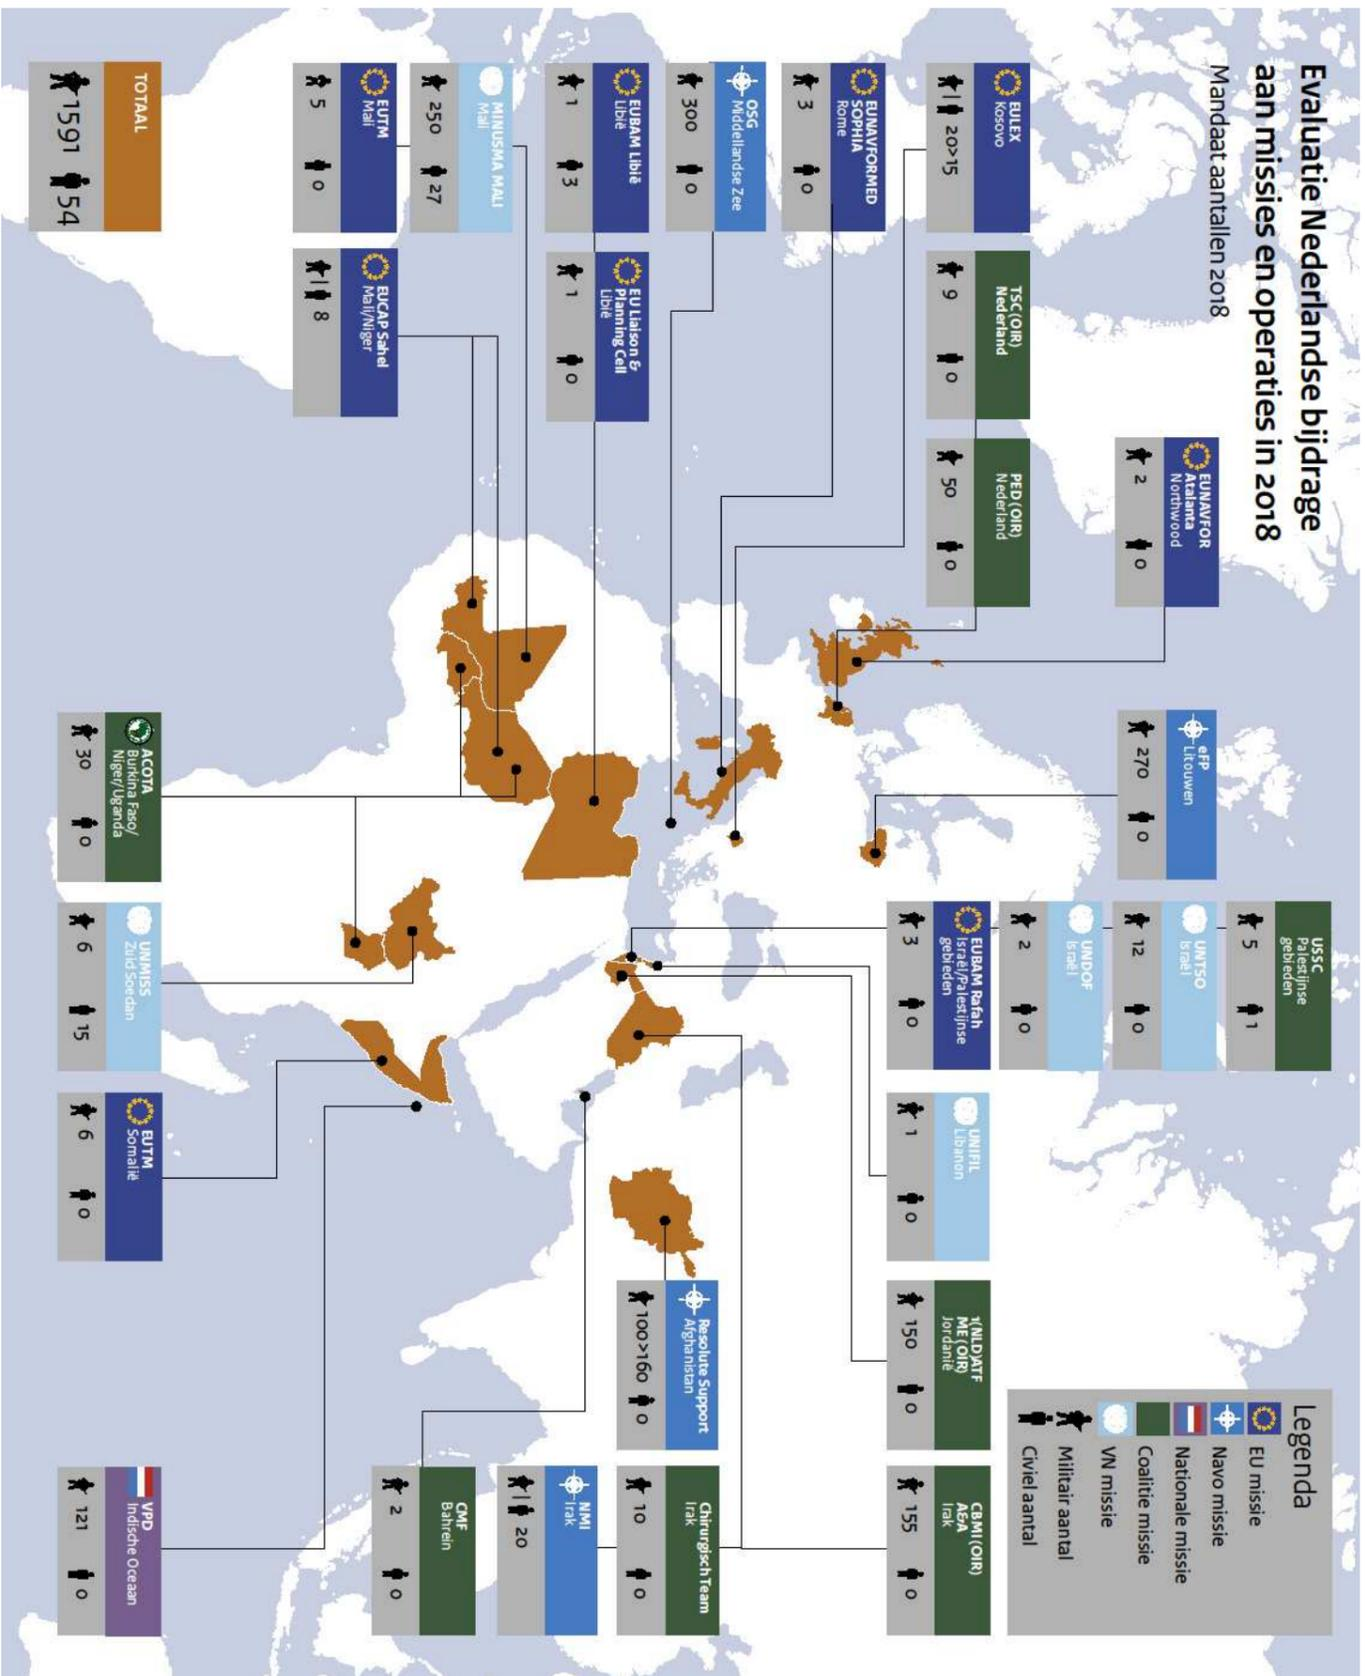 Evaluatie Nederlandse bijdrage
aan missies en operaties in 2018
Mandaat aantallen 2018
EULEX
Kosovo
20>15
TSC (OIR)
Nederland
9
0
PED (OIR)
Nederland
50
0
EUNAVFOR
Atalanta
Northwood
2
0
eFP
Litouwen
270
0
USSC
Palestijnse
gebieden
5
1
UNTSO
Israël
12
0
UNDOF
Israël
2
0
EUBAM Rafah
Israël/Palestijnse
gebieden
3
0
UNIFIL
Libanon
1
0
1(NLD)ATF
ME (OIR)
Jordanië
150
0
CBMI (OIR)
A&A
Irak
155
0
Legenda
EU missie
Navo missie
Nationale missie
Coalitie missie
VN missie
Militair aantal
Civiel aantal
EUNAVFORMED
SOPHIA
Rome
3
0
OSG
Middellandse Zee
300
0
EUBAM Libië
Libië
1
3
EU Liaison &
Planning Cell
Libië
1
0
MINUSMA MALI
Mali
250
27
EUTM
Mali
5
0
EUCAP Sahel
Mali/Niger
8
Resolute Support
Afghanistan
100>160
0
Chirurgisch Team
Irak
10
0
NMI
Irak
20
CMF
Bahrein
2
0
TOTAAL
1591
54
ACOTA
Burkina Faso/
Niger/Uganda
30
0
UNMISS
Zuid Soedan
6
15
EUTM
Somalië
6
0
VPD
Indische Oceaan
121
0